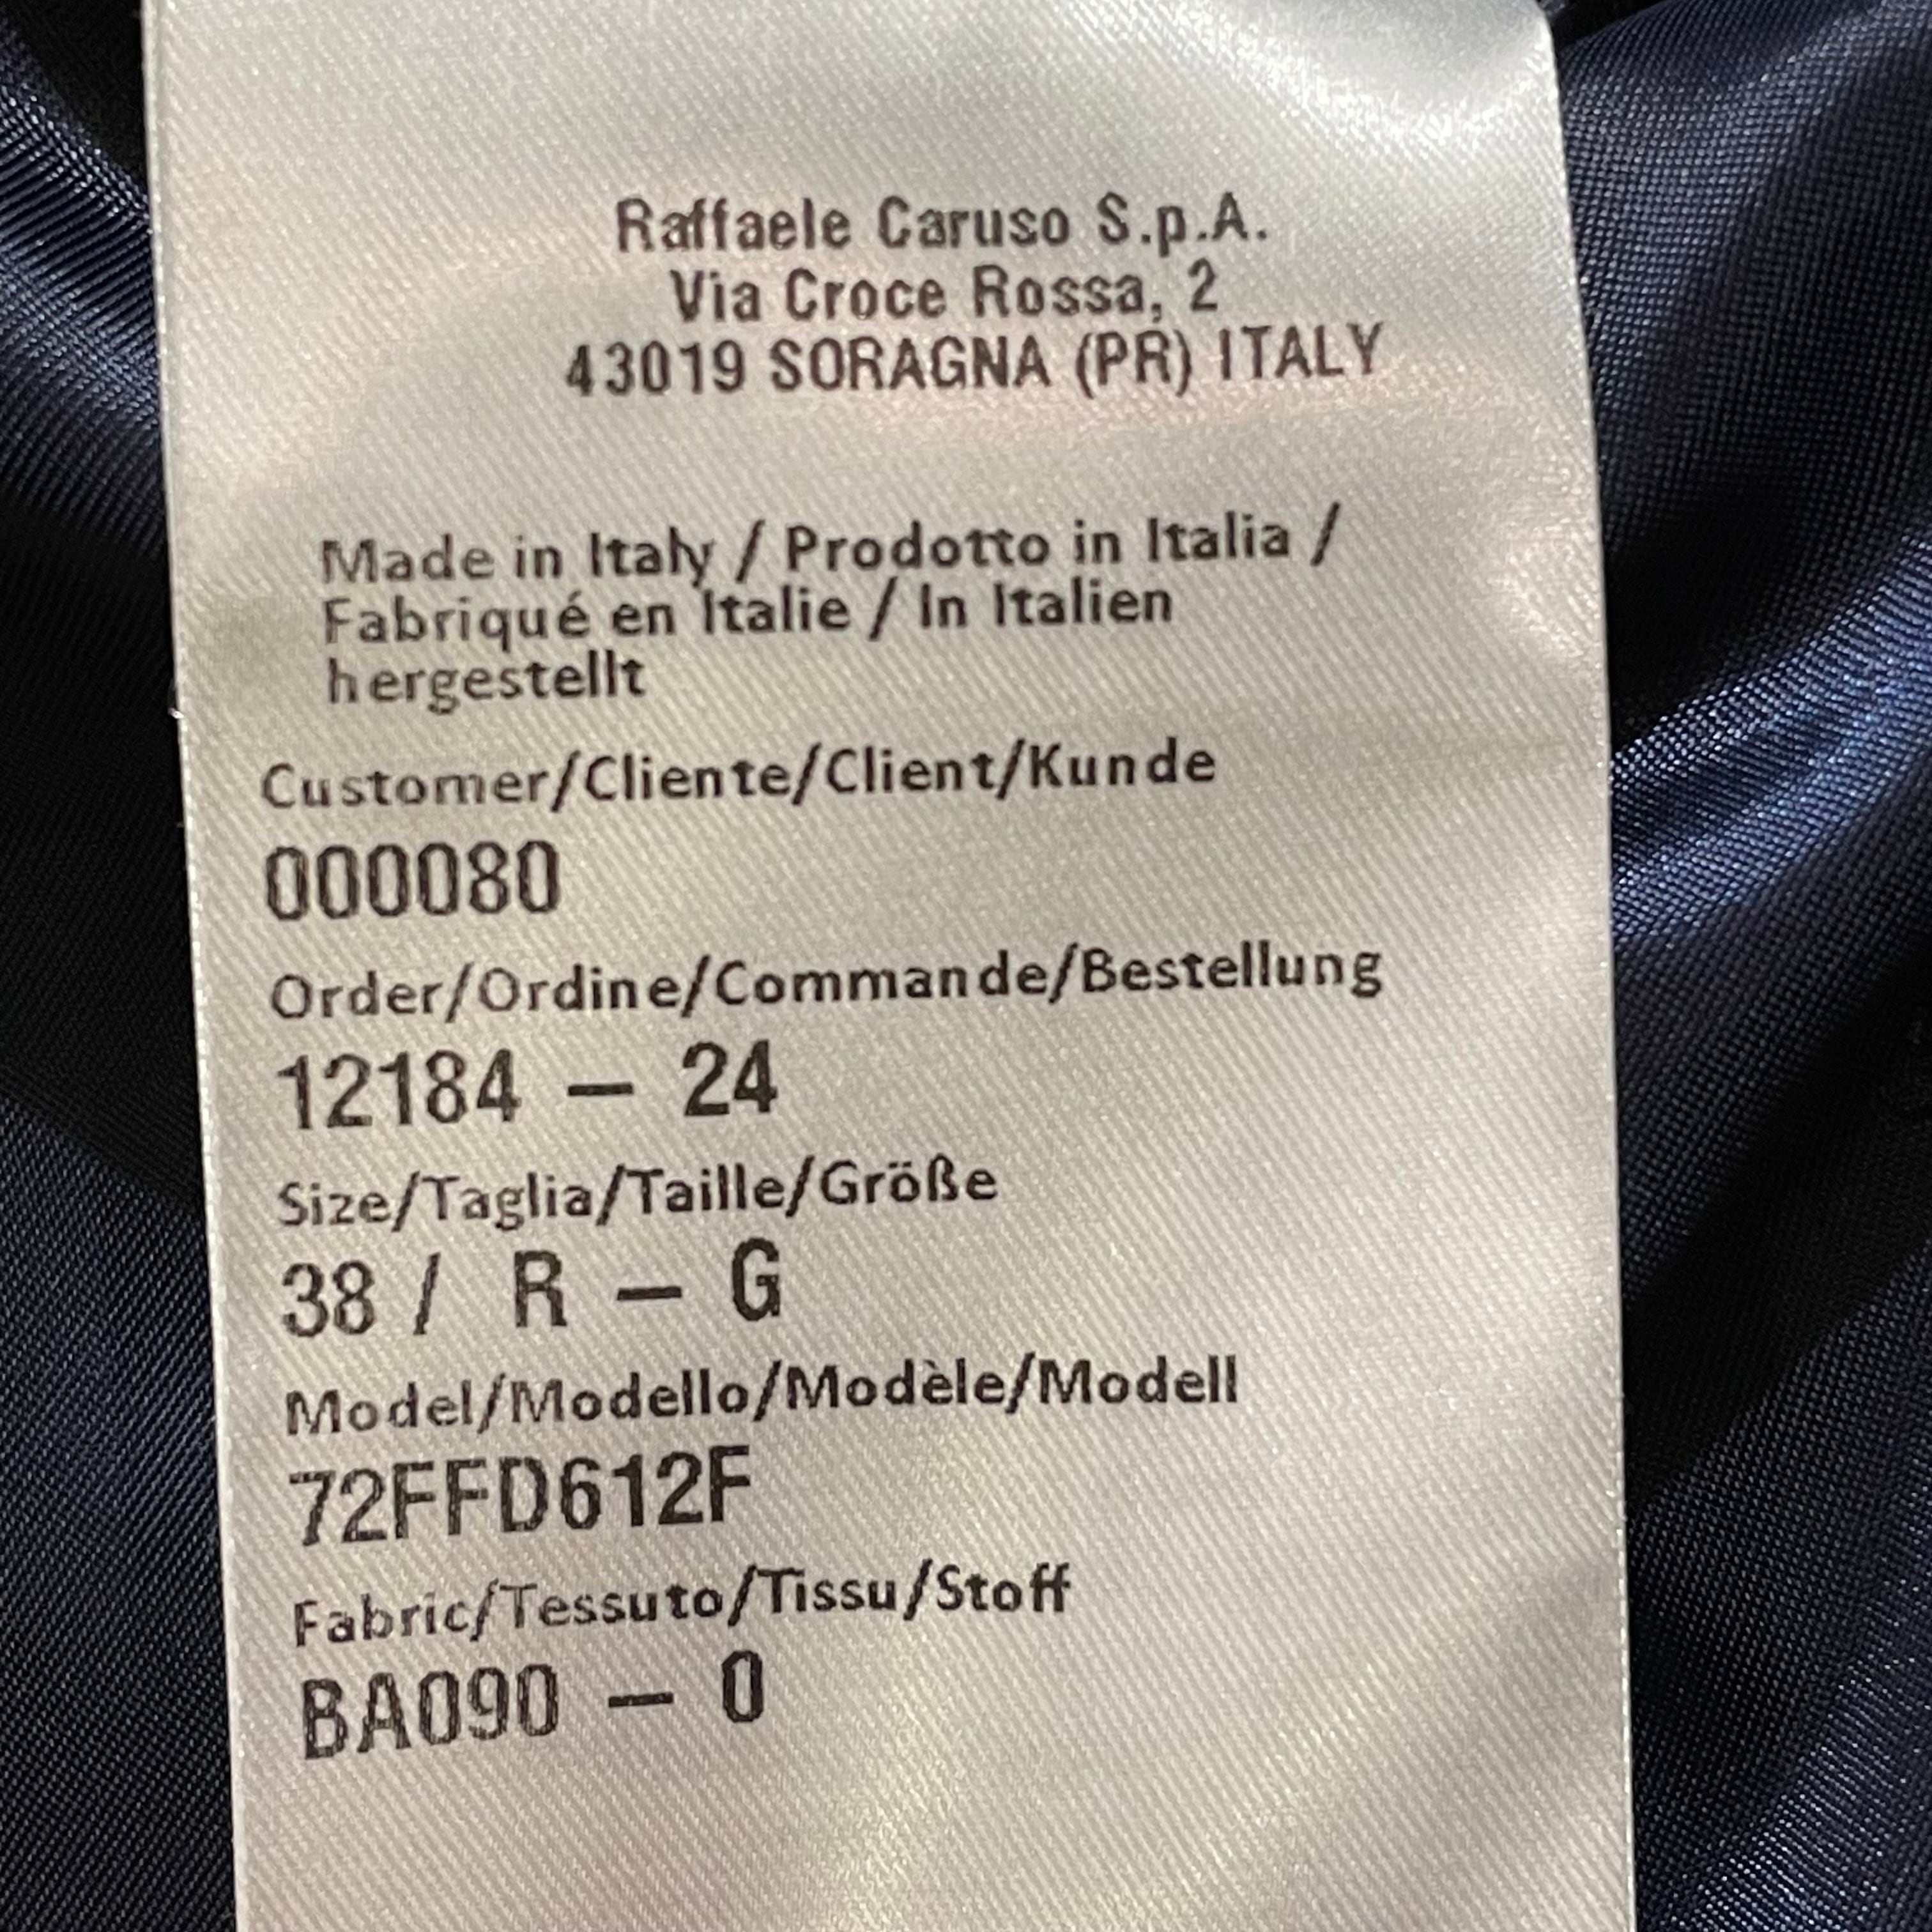 Raffaele Caruso S.p.A.
Via Croce Rossa, 2
43019 SORAGNA (PR) ITALY
Made in Italy / Prodotto in Italia /
Fabriqué en Italie / In Italien
hergestellt
Customer/Cliente/Client/Kunde
000080
Order/Ordine/Commande/Bestellung
12184 – 24
Size/Taglia/Taille/Größe
38 / R – G
Model/Modello/Modèle/Modell
72FFD612F
Fabric/Tessuto/Tissu/Stoff
BA090 – 0